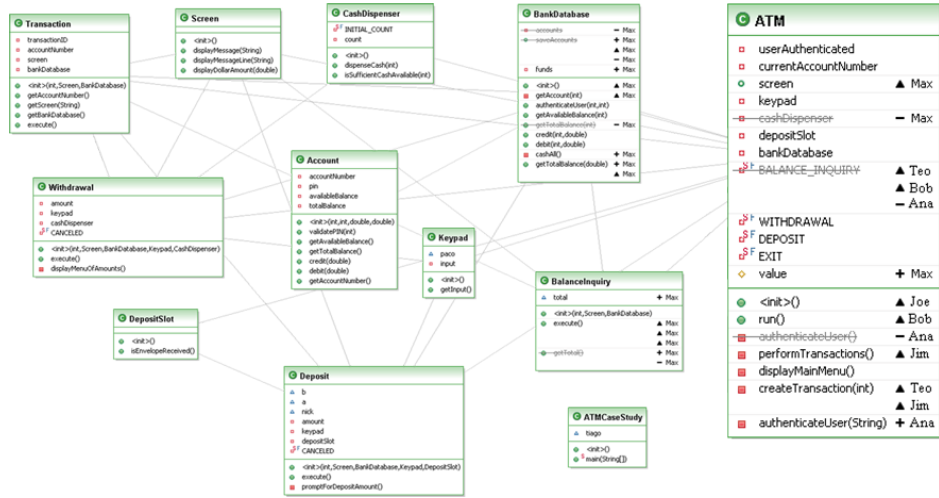 Transaction
transactionID
accountNumber
screen
bankDatabase
<init>(int,Screen,BankDatabase)
getAccountNumber()
getScreen(String)
getBankDatabase()
execute()
Screen
<init>()
displayMessage(String)
displayMessageLine(String)
displayDollarAmount(double)
CashDispenser
INITIAL_COUNT
count
<init>()
dispenseCash(int)
isSufficientCashAvailable(int)
BankDatabase
accounts − Max
saveAccounts + Max
▲ Max
− Max
funds + Max
<init>() ▲ Max
getAccount(int) ▲ Max
authenticateUser(int,int)
getAvailableBalance(int)
getTotalBalance(int) − Max
credit(int,double)
debit(int,double)
cashAll() + Max
getTotalBalance(double) + Max
▲ Max
ATM
userAuthenticated
currentAccountNumber
screen ▲ Max
keypad
cashDispenser − Max
depositSlot
bankDatabase
BALANCE_INQUIRY ▲ Teo
▲ Bob
− Ana
WITHDRAWAL
DEPOSIT
EXIT
value + Max
<init>() ▲ Joe
run() ▲ Bob
authenticateUser() − Ana
performTransactions() ▲ Jim
displayMainMenu()
createTransaction(int) ▲ Teo
▲ Jim
authenticateUser(String) + Ana
Withdrawal
amount
keypad
cashDispenser
CANCELED
<init>(int,Screen,BankDatabase,Keypad,CashDispenser)
execute()
displayMenuOfAmounts()
Account
accountNumber
pin
availableBalance
totalBalance
<init>(int,int,double,double)
validatePIN(int)
getAvailableBalance()
getTotalBalance()
credit(double)
debit(double)
getAccountNumber()
Keypad
paco
input
<init>()
getInput()
BalanceInquiry
total + Max
<init>(int,Screen,BankDatabase)
execute() ▲ Max
▲ Max
▲ Max
getTotal() + Max
− Max
DepositSlot
<init>()
isEnvelopeReceived()
Deposit
b
a
nick
amount
keypad
depositSlot
CANCELED
<init>(int,Screen,BankDatabase,Keypad,DepositSlot)
execute()
promptForDepositAmount()
ATMCaseStudy
tiago
<init>()
main(String[])